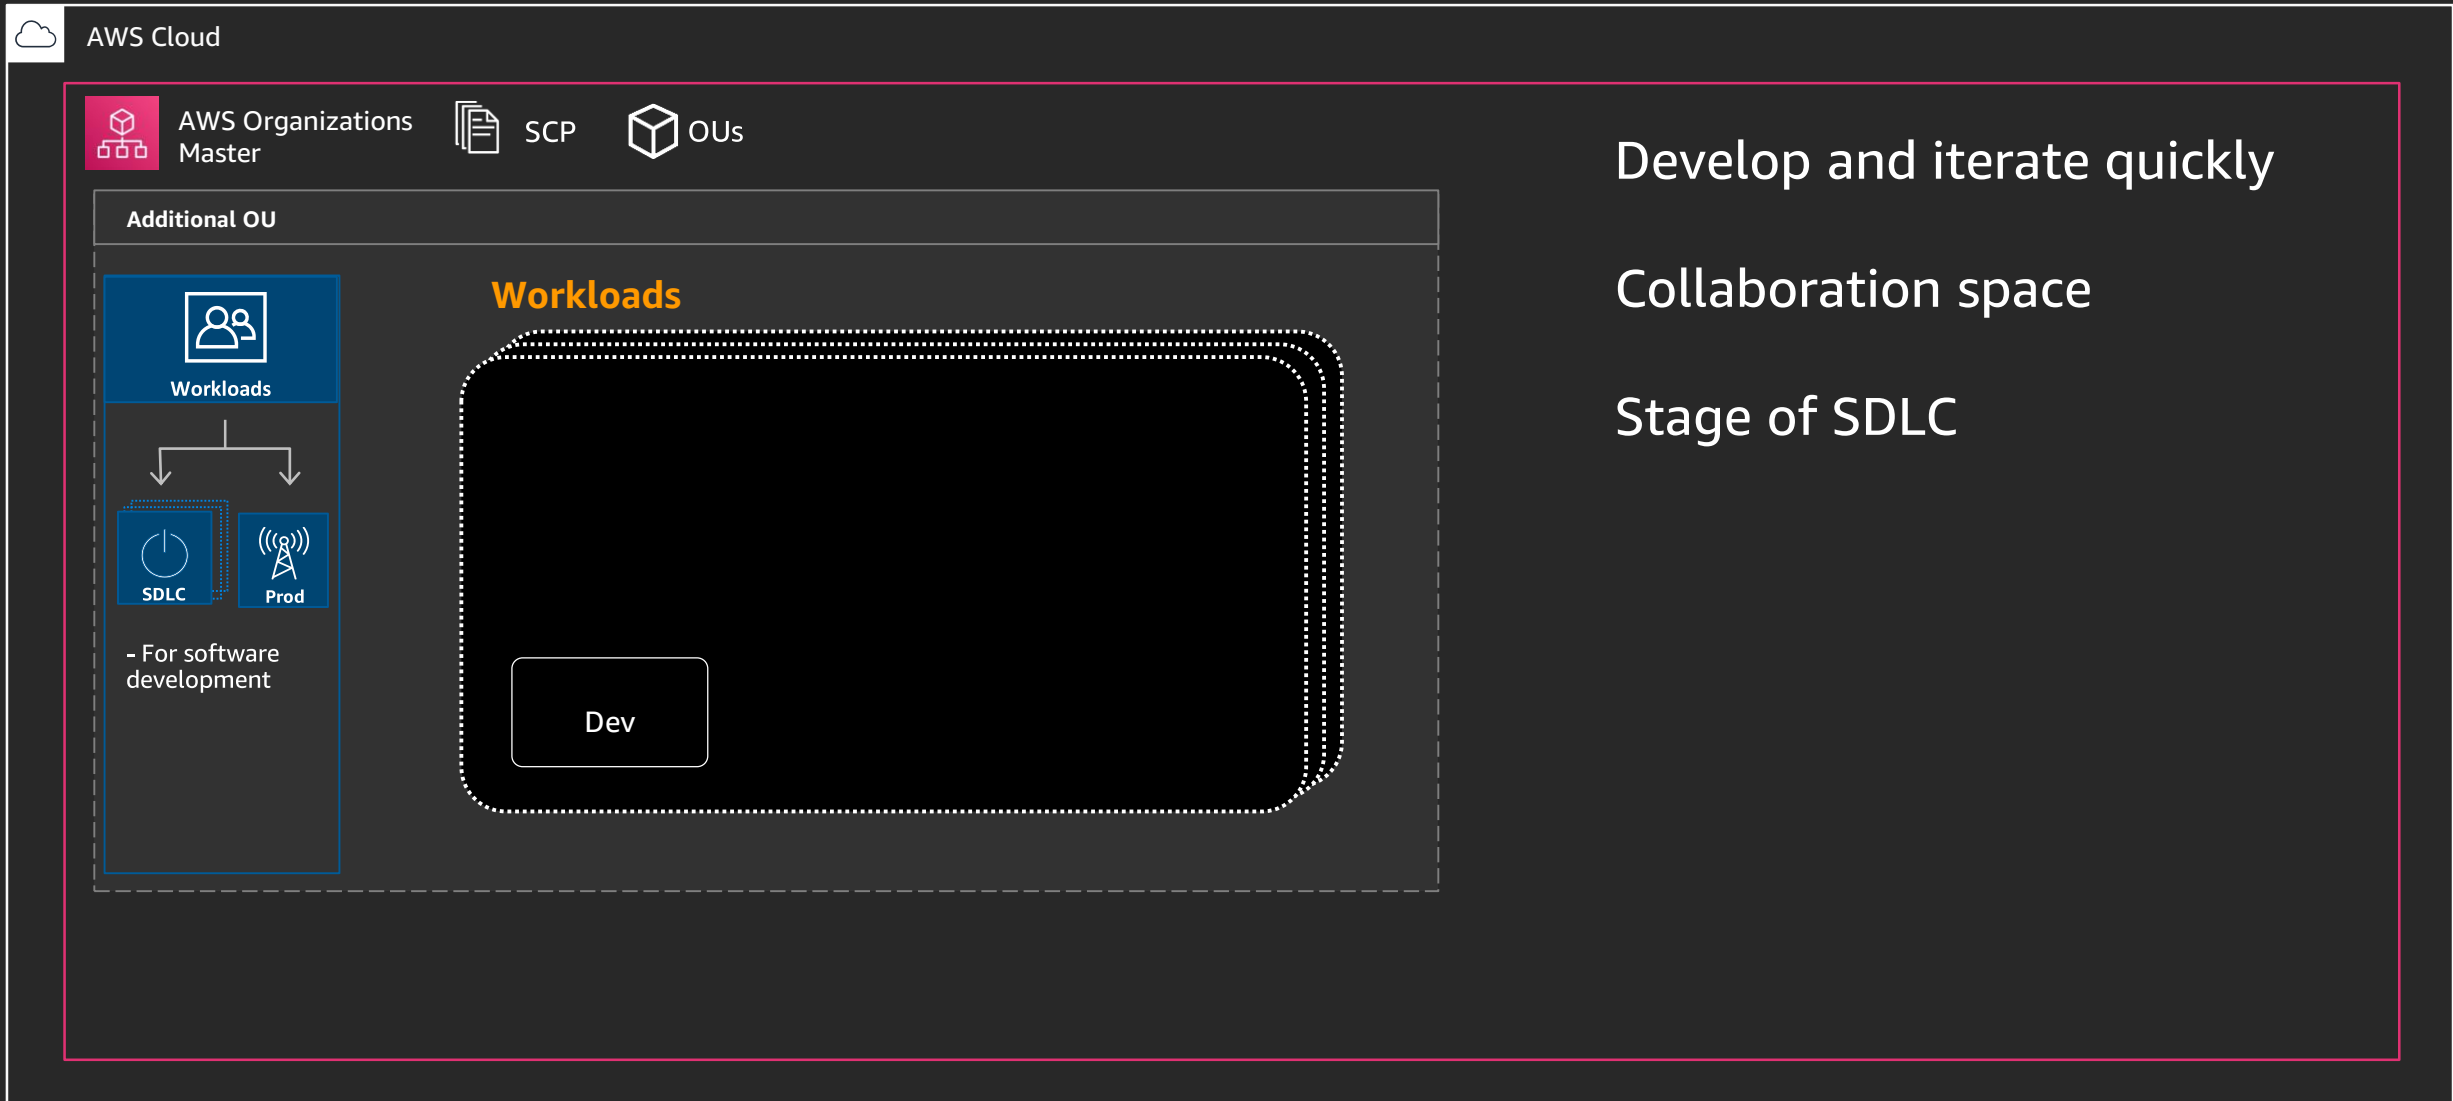 AWS Cloud
AWS Organizations
Master
SCP
OUs
Additional OU
Workloads
SDLC
Prod
- For software
development
Workloads
Dev
Develop and iterate quickly
Collaboration space
Stage of SDLC